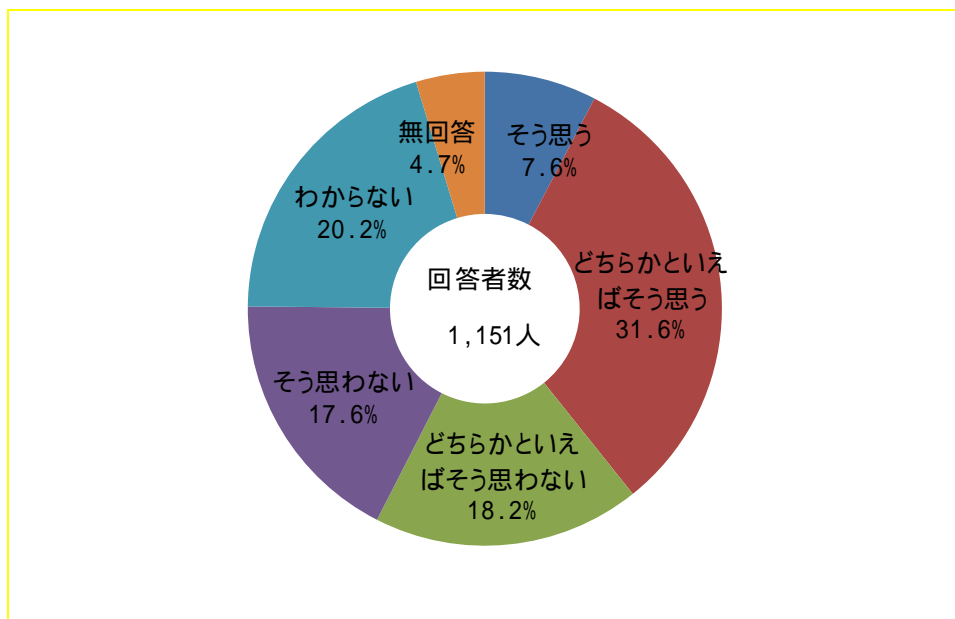 無回答
4.7%
そう思う
7.6%
わからない
20.2%
どちらかといえ
ばそう思う
31.6%
回答者数
1,151人
そう思わない
17.6%
どちらかといえ
ばそう思わない
18.2%